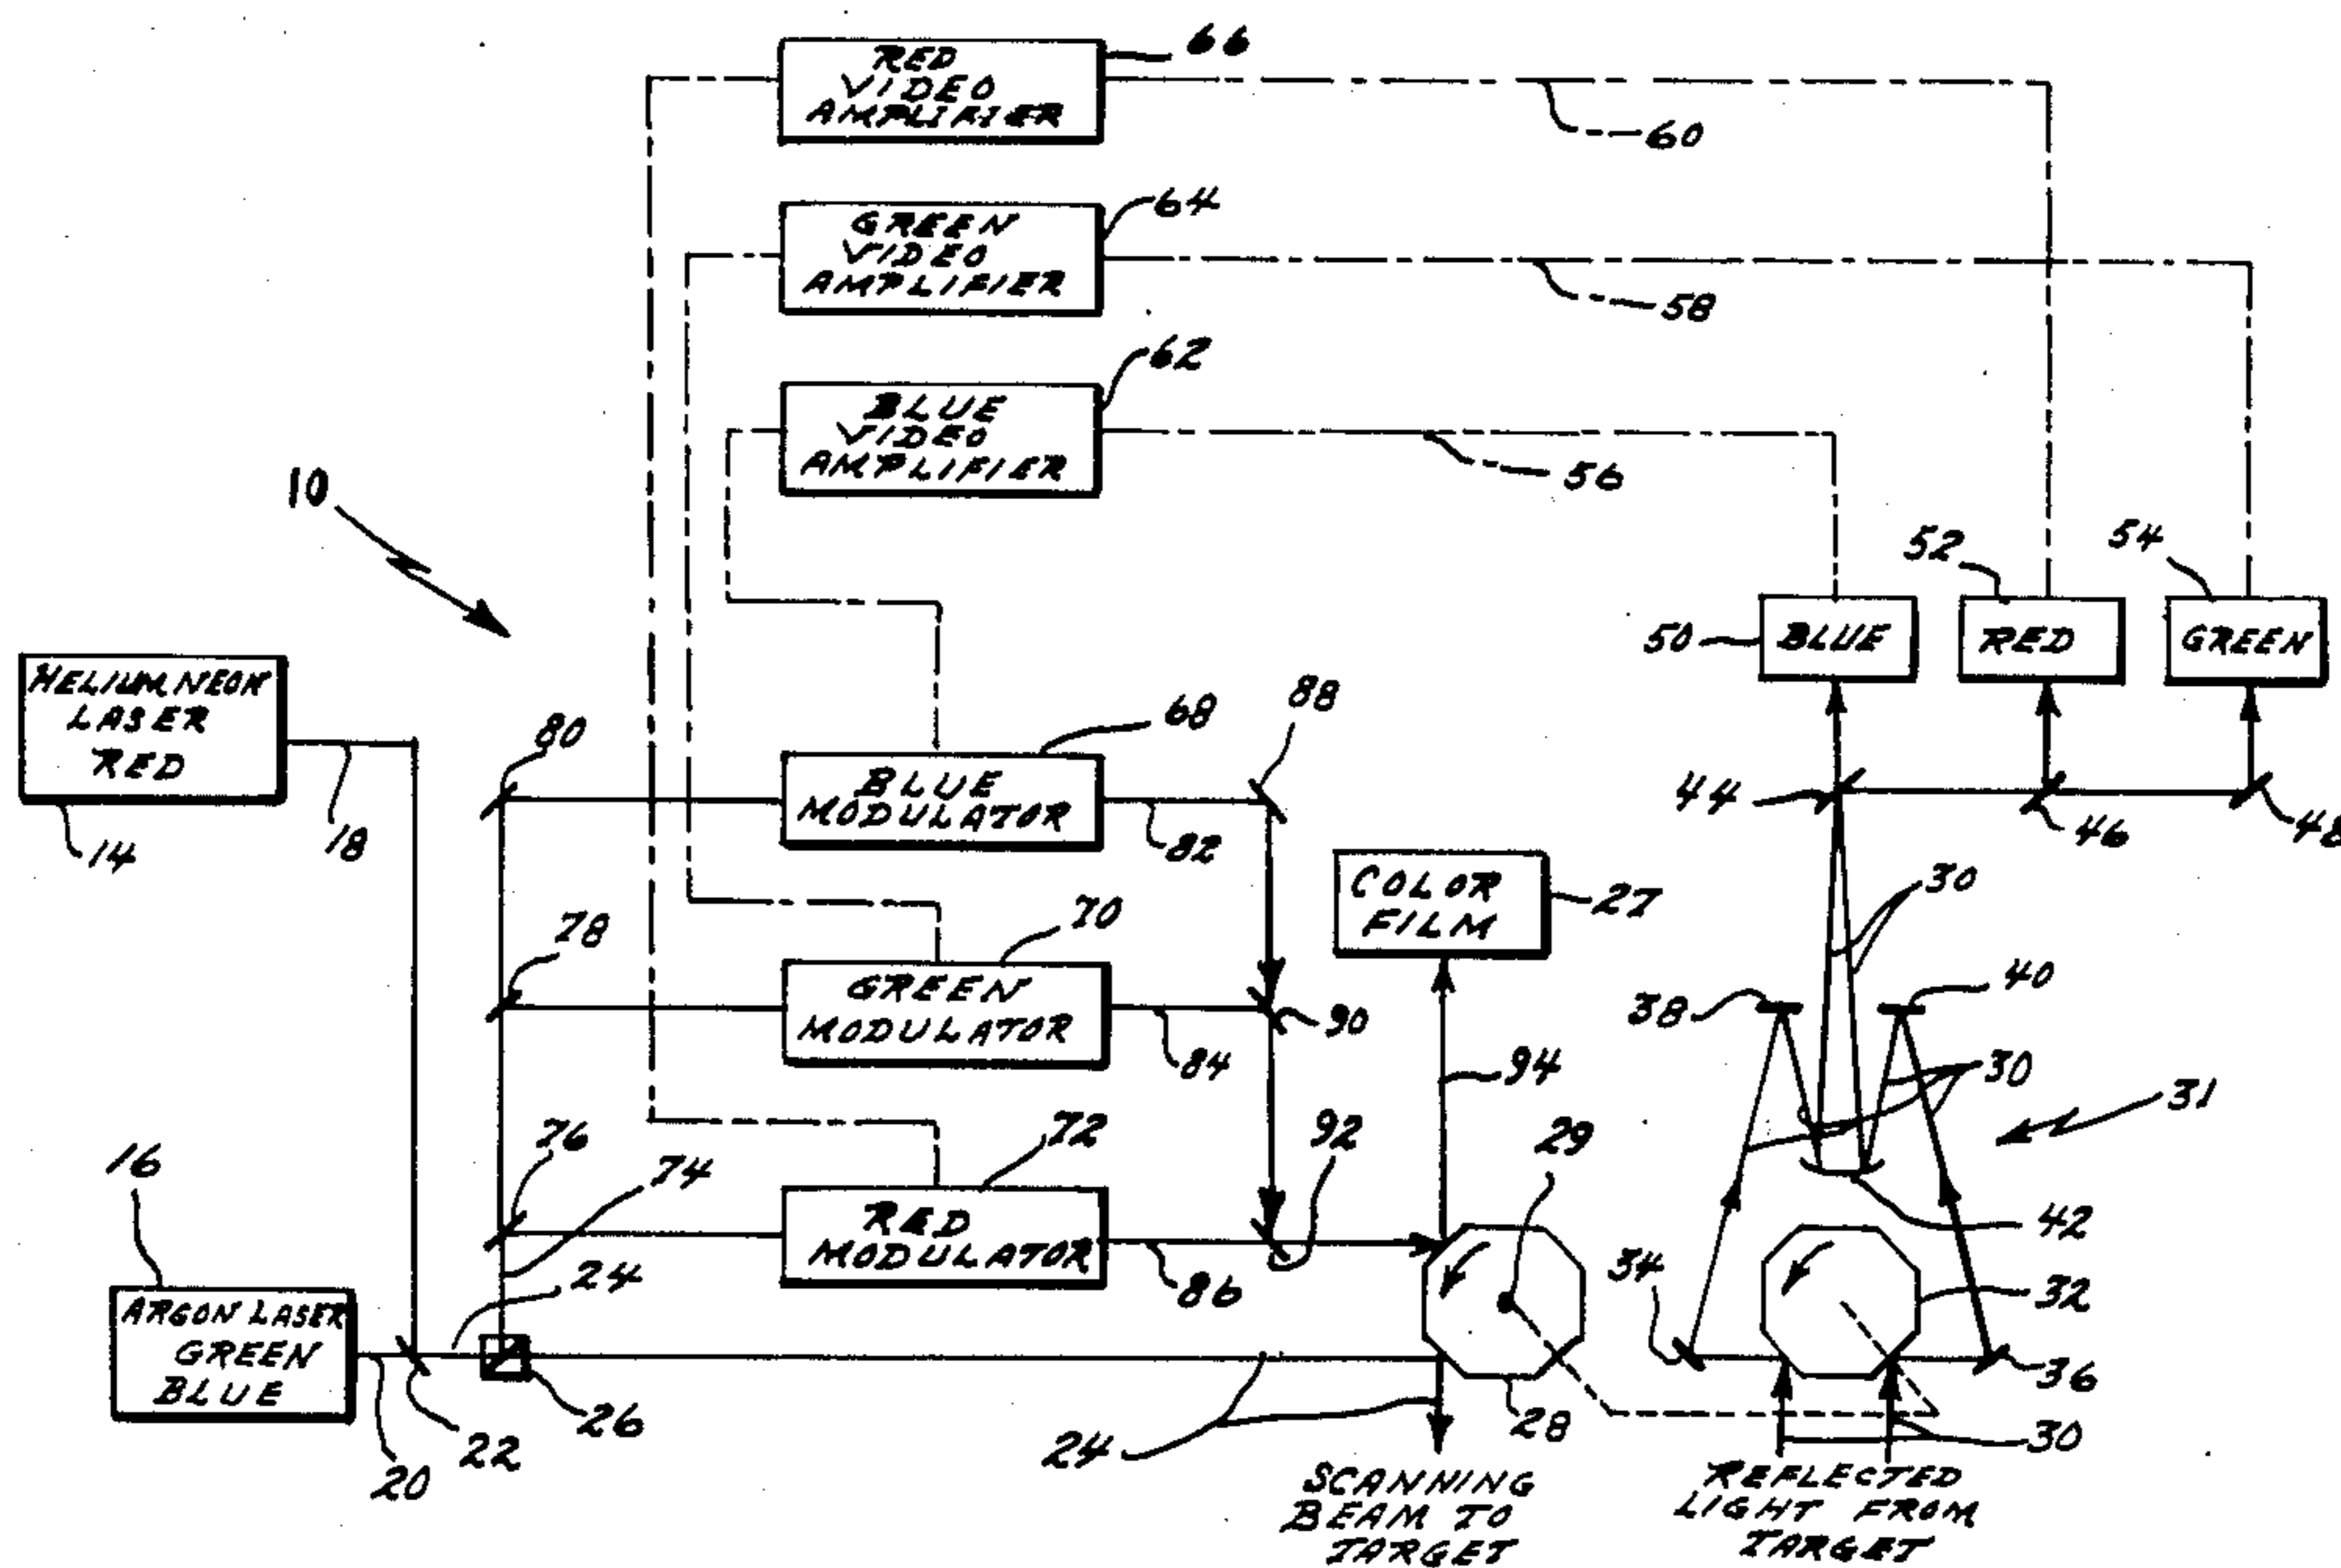 RED
VIDEO
AMPLIFIER
66
60
GREEN
VIDEO
AMPLIFIER
64
58
BLUE
VIDEO
AMPLIFIER
62
56
10
52
54
50
BLUE
RED
GREEN
HELIUM NEON
LASER
RED
14
18
80
68
88
BLUE
MODULATOR
82
44
46
48
COLOR
FILM
27
30
78
70
GREEN
MODULATOR
84
90
38
40
94
30
31
76
74
72
92
29
RED
MODULATOR
86
42
34
32
16
24
ARGON LASER
GREEN
BLUE
20
22
26
24
28
36
30
SCANNING
BEAM TO
TARGET
REFLECTED
LIGHT FROM
TARGET